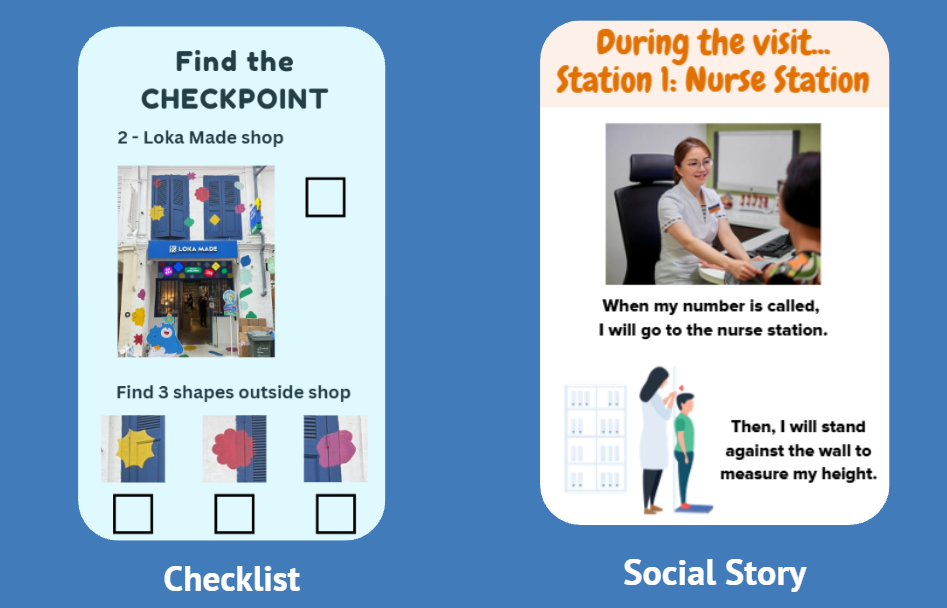 Find the
CHECKPOINT
2 - Loka Made shop
LOKA MADE
Find 3 shapes outside shop
Checklist
During the visit...
Station 1: Nurse Station
When my number is called,
I will go to the nurse station.
Then, I will stand
against the wall to
measure my height.
Social Story